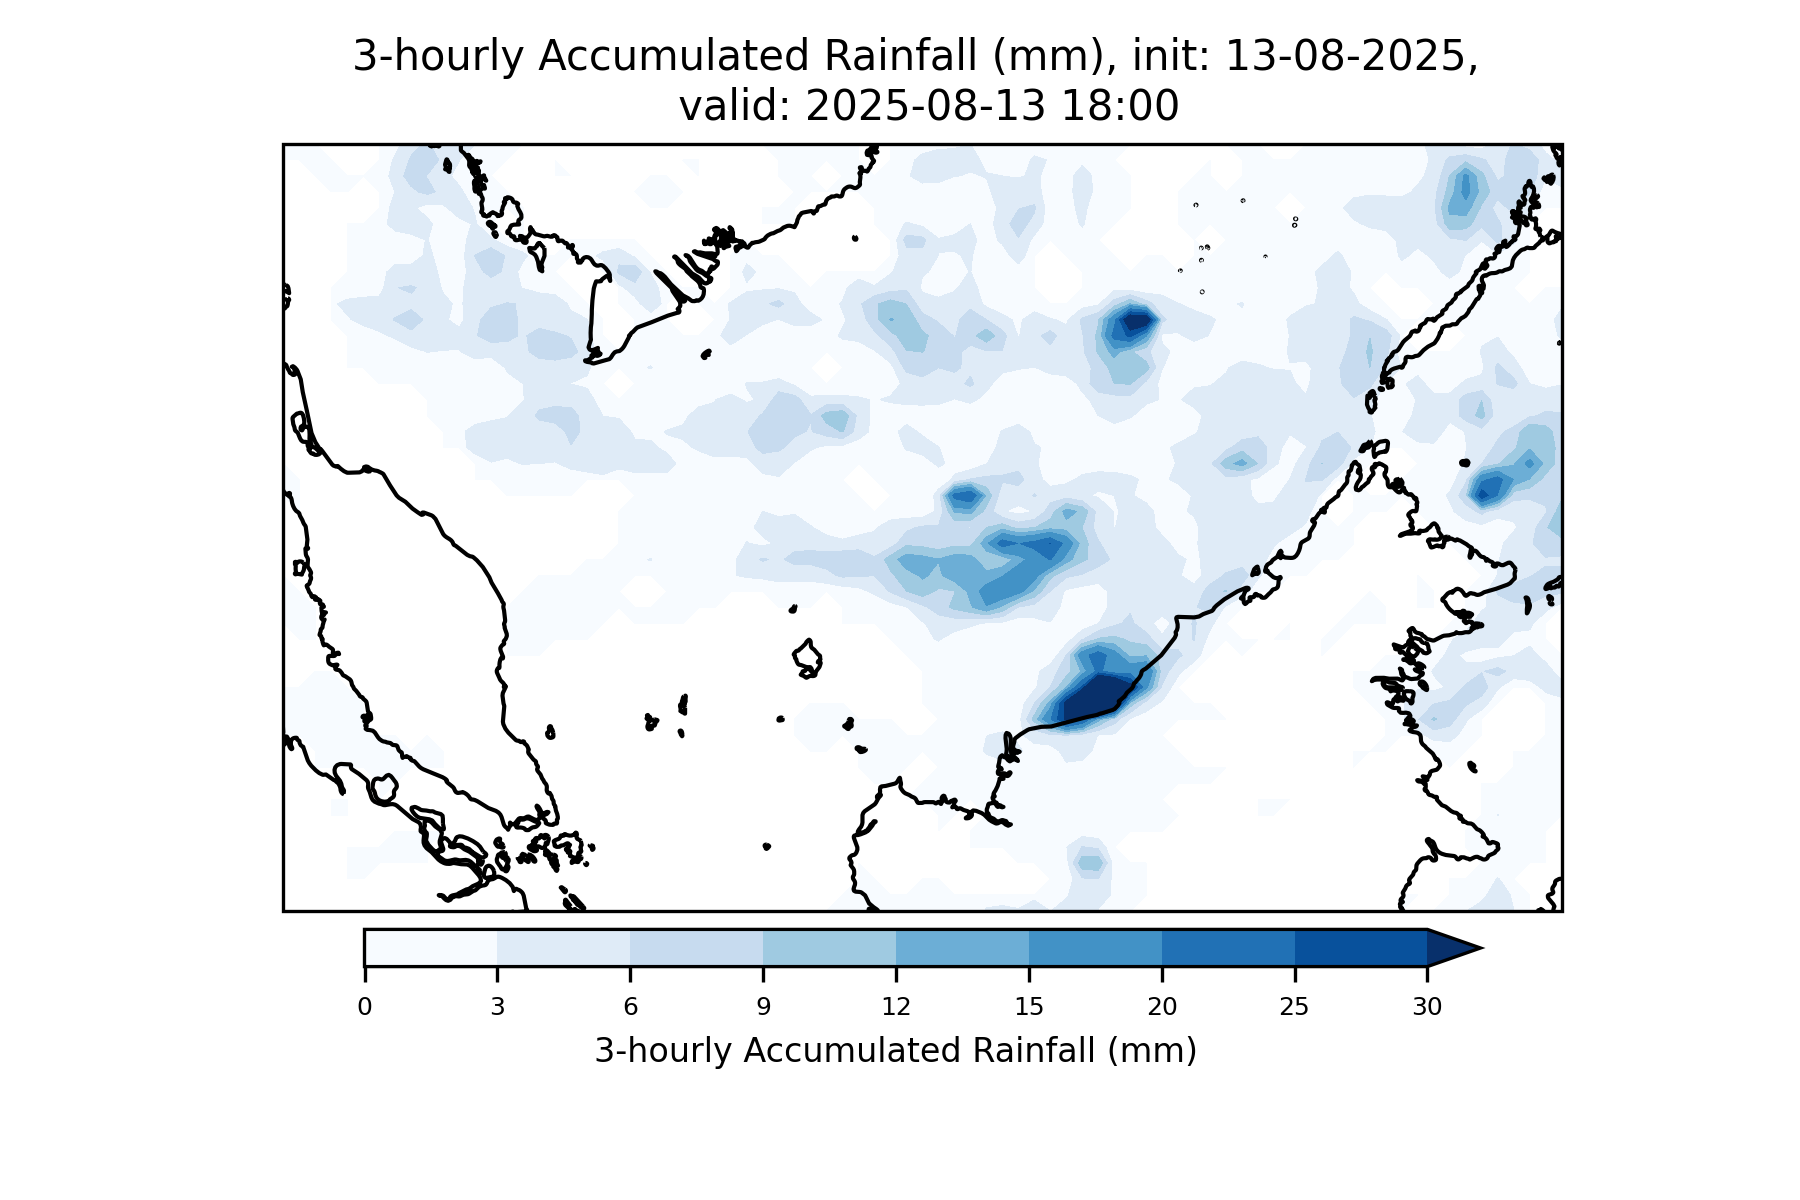 3-hourly Accumulated Rainfall (mm), init: 13-08-2025,
valid: 2025-08-13 18:00
0 3 6 9 12 15 20 25 30
3-hourly Accumulated Rainfall (mm)